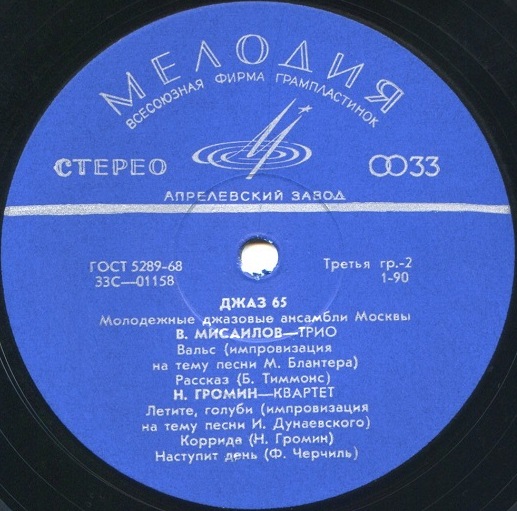 МЕЛОДИЯ
ВСЕСОЮЗНАЯ ФИРМА ГРАМПЛАСТИНОК
СТЕРЕО
33
АПРЕЛЕВСКИЙ ЗАВОД
ГОСТ 5289-68
Третья гр.-2
33С—01158
1-90
ДЖАЗ 65
Молодежные джазовые ансамбли Москвы
В. МИСАИЛОВ—ТРИО
Вальс (импровизация
на тему песни М. Блантера)
Рассказ (Б. Тиммонс)
Н. ГРОМИН—КВАРТЕТ
Летите, голуби (импровизация
на тему песни И. Дунаевского)
Коррида (Н. Громин)
Наступит день (Ф. Черчиль)